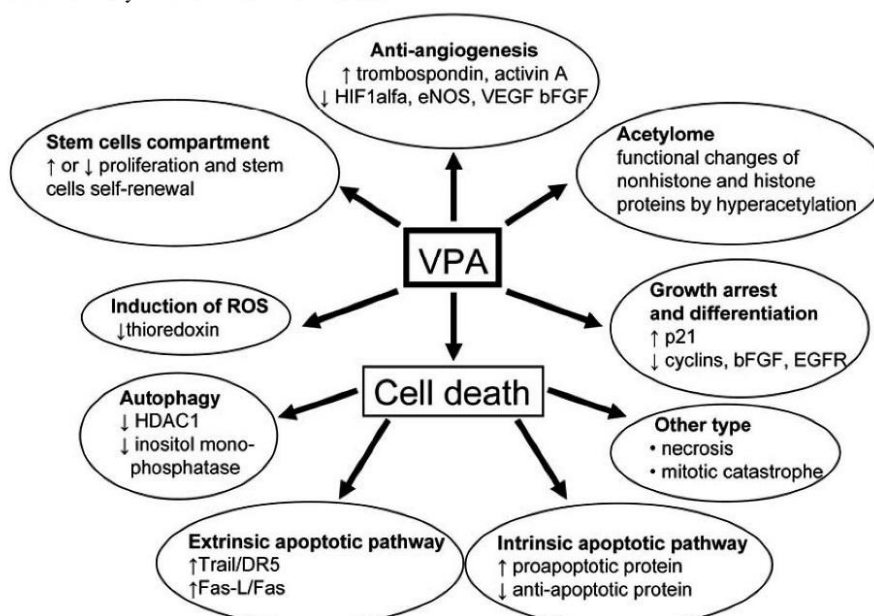 Anti-angiogenesis
↑ trombospondin, activin A
↓ HIF1alfa, eNOS, VEGF bFGF
Stem cells compartment
↑ or ↓ proliferation and stem
cells self-renewal
Acetylome
functional changes of
nonhistone and histone
proteins by hyperacetylation
VPA
Induction of ROS
↓thioredoxin
Growth arrest
and differentiation
↑ p21
↓ cyclins, bFGF, EGFR
Cell death
Autophagy
↓ HDAC1
↓ inositol mono-
phosphatase
Other type
• necrosis
• mitotic catastrophe
Extrinsic apoptotic pathway
↑Trail/DR5
↑Fas-L/Fas
Intrinsic apoptotic pathway
↑ proapoptotic protein
↓ anti-apoptotic protein